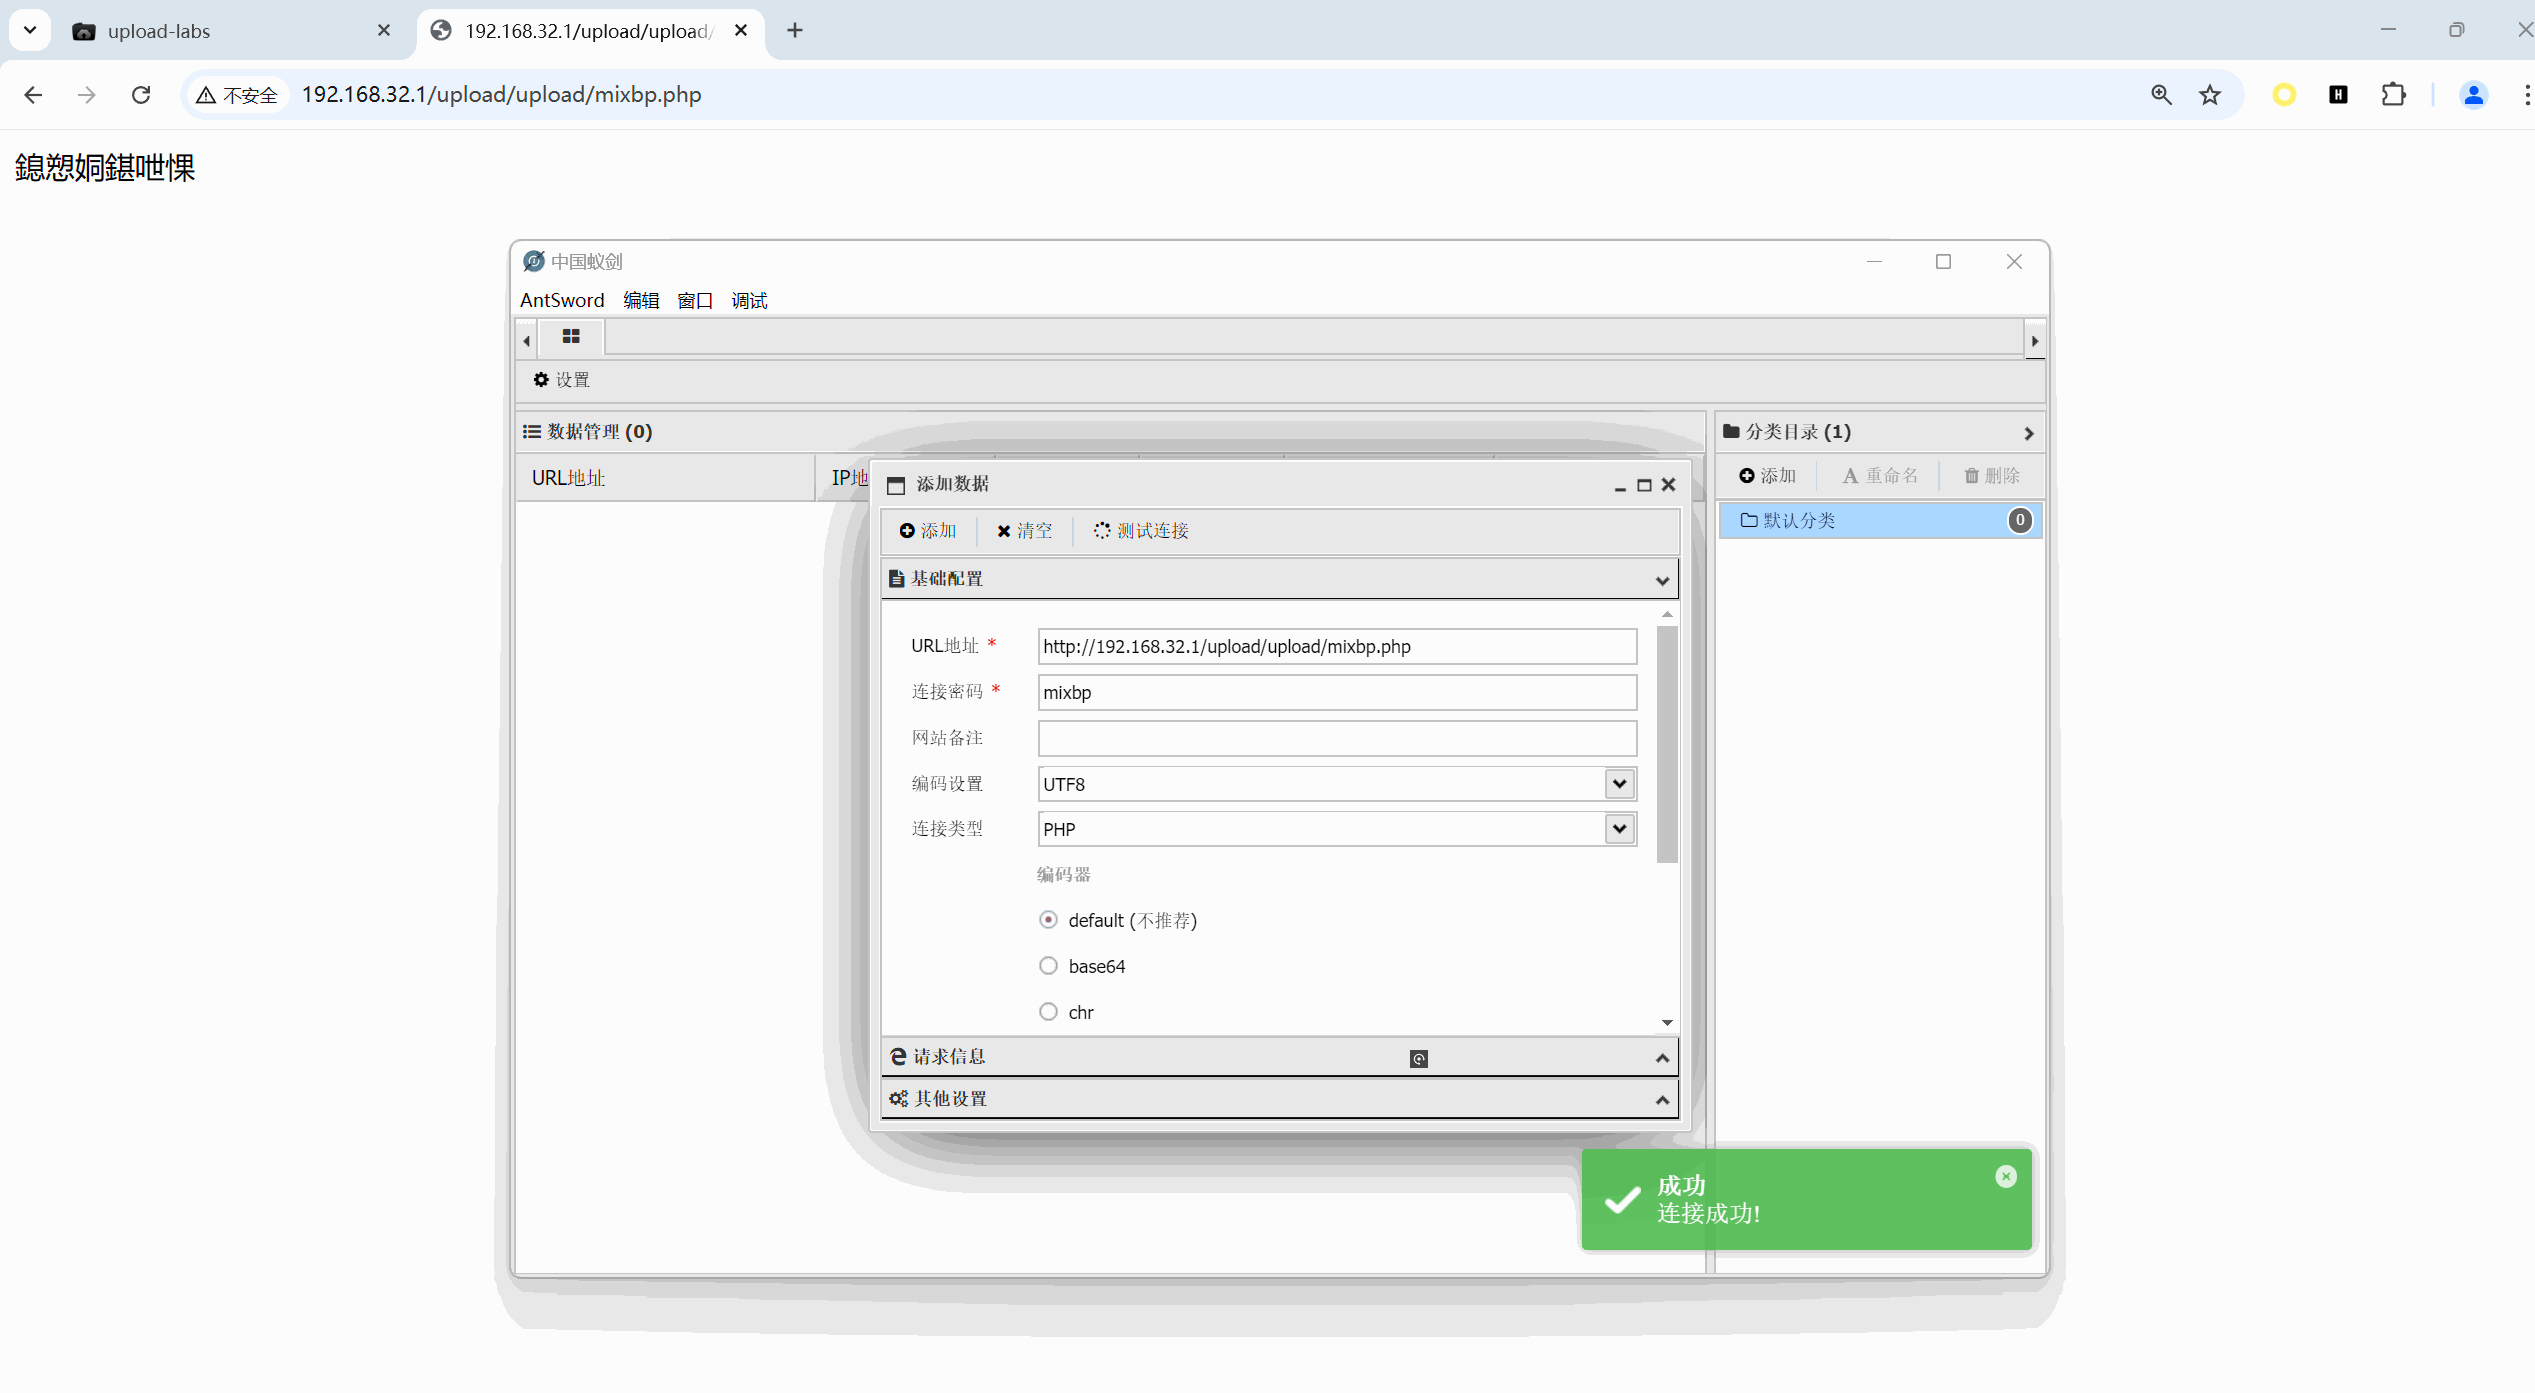 upload-labs
192.168.32.1/upload/upload/
不安全
192.168.32.1/upload/upload/mixbp.php
鎴愬姛鍖呭惈
中国蚁剑
AntSword 编辑 窗口 调试
设置
数据管理 (0)
分类目录 (1)
URL地址
IP地
添加 重命名 删除
默认分类 0
添加数据
添加 清空 测试连接
基础配置
URL地址 * http://192.168.32.1/upload/upload/mixbp.php
连接密码 * mixbp
网站备注
编码设置 UTF8
连接类型 PHP
编码器
default (不推荐)
base64
chr
请求信息
其他设置
成功
连接成功!